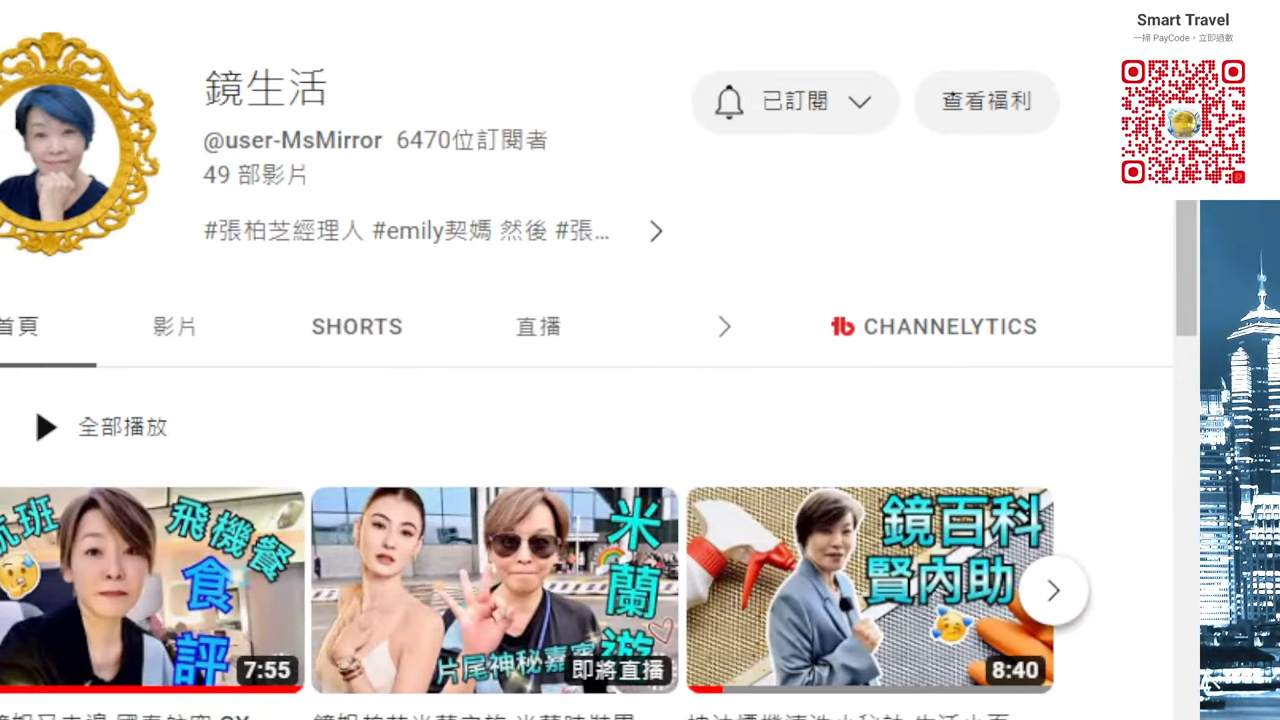 Smart Travel
一掃 PayCode，立即過數
鏡生活
@user-MsMirror 6470位訂閱者
49 部影片
#張柏芝經理人 #emily契媽 然後 #張...
已訂閱
查看福利
首頁
影片
SHORTS
直播
CHANNELYTICS
全部播放
航班
飛機餐
食評
7:55
米蘭遊
片尾神秘嘉賓
即將直播
鏡百科
賢內助
8:40